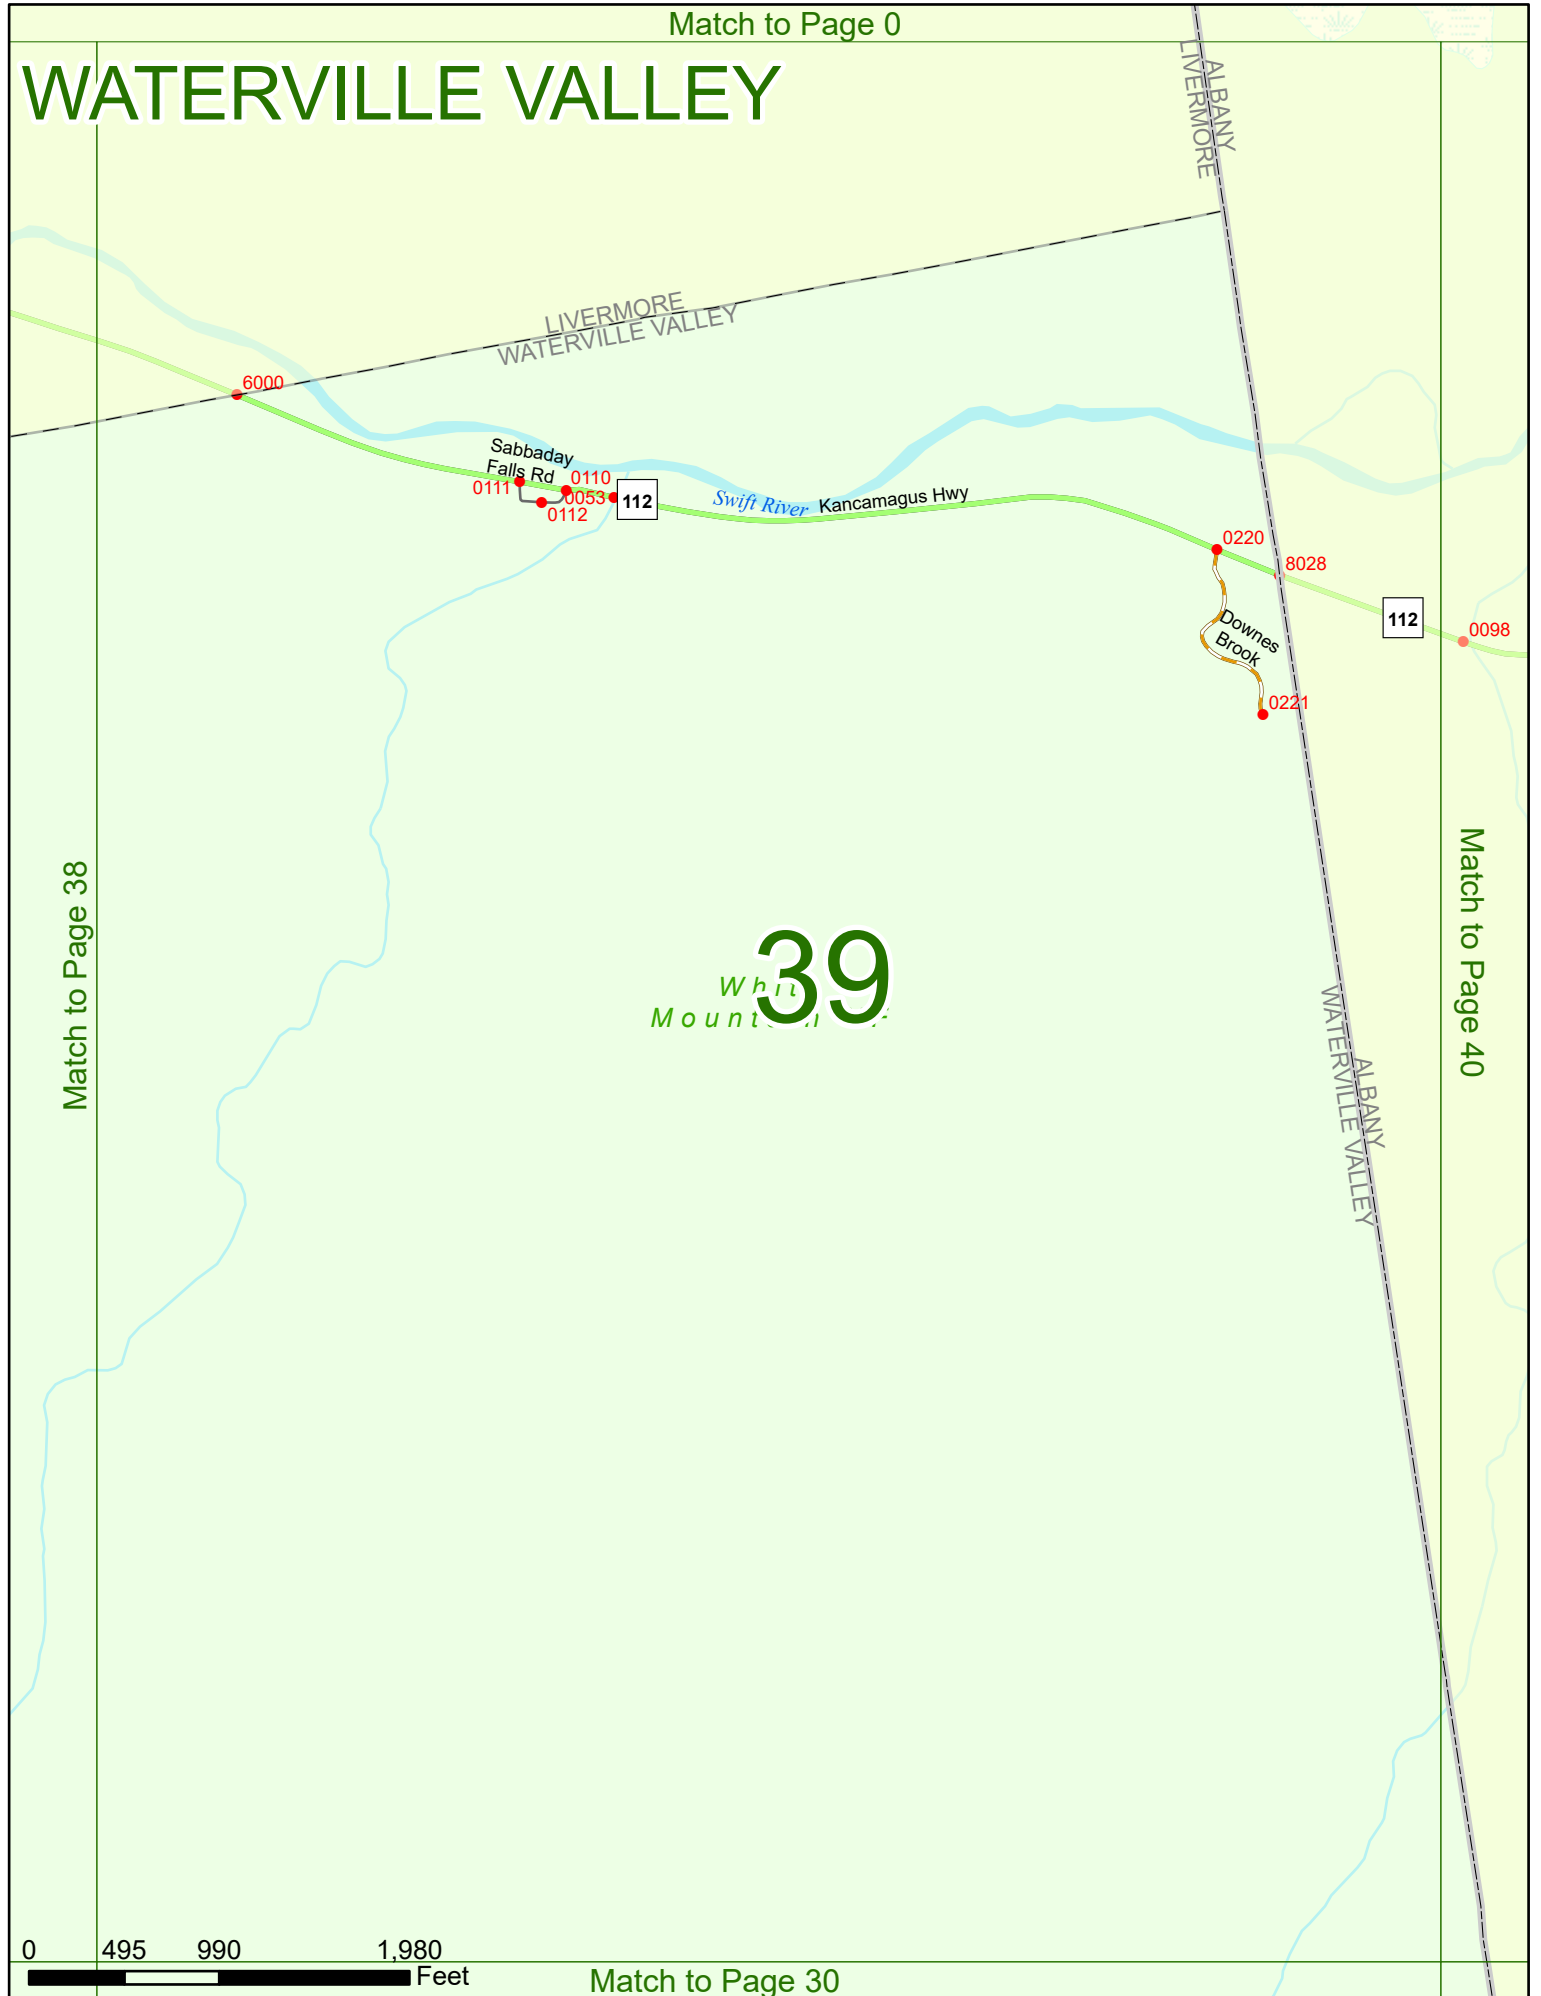 Match to Page 0
WATERVILLE VALLEY
ALBANY
LIVERMORE
LIVERMORE
WATERVILLE VALLEY
6000
Sabbaday
Falls Rd
0110
0111
0053
0112
112
Swift River
Kancamagus Hwy
0220
8028
112
0098
Downes
Brook
0221
Match to Page 38
Match to Page 40
39
ALBANY
WATERVILLE VALLEY
0 495 990 1,980
Feet
Match to Page 30